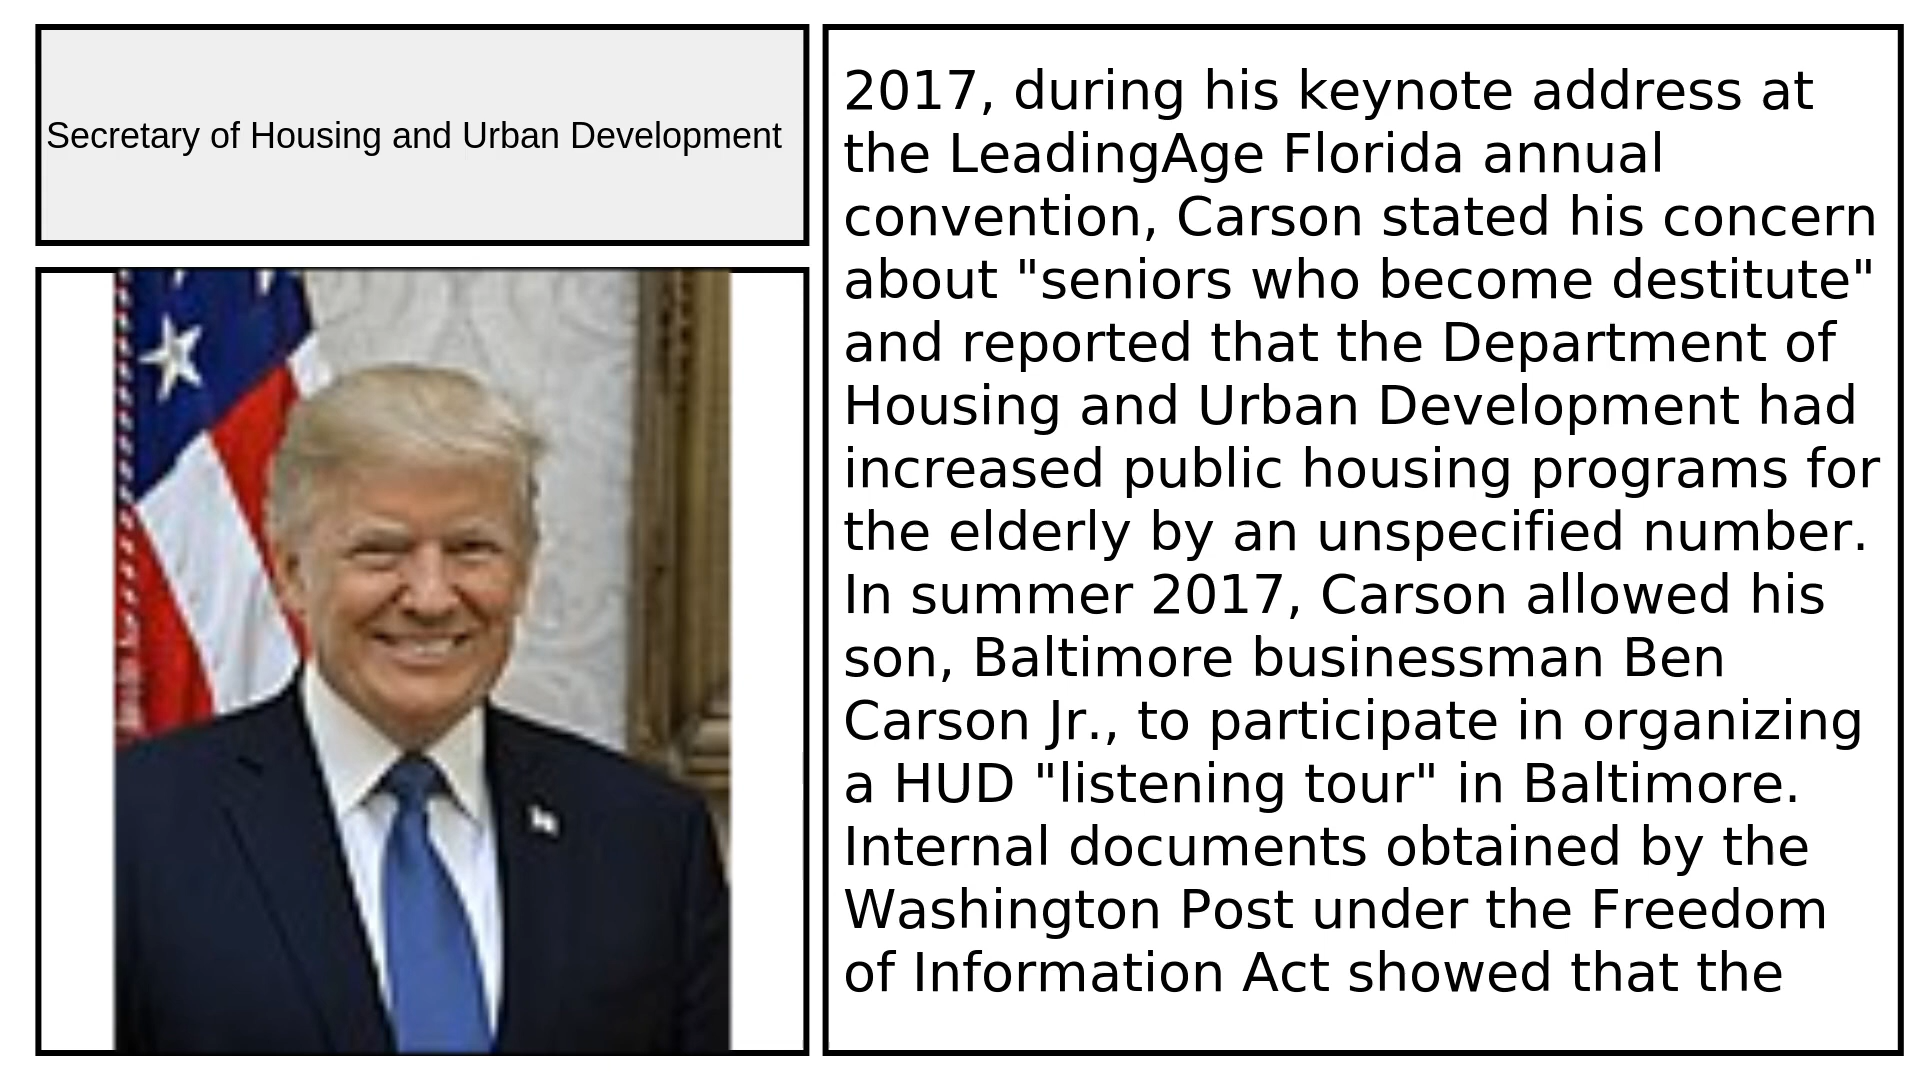 Secretary of Housing and Urban Development
2017, during his keynote address at
the LeadingAge Florida annual
convention, Carson stated his concern
about "seniors who become destitute"
and reported that the Department of
Housing and Urban Development had
increased public housing programs for
the elderly by an unspecified number.
In summer 2017, Carson allowed his
son, Baltimore businessman Ben
Carson Jr., to participate in organizing
a HUD "listening tour" in Baltimore.
Internal documents obtained by the
Washington Post under the Freedom
of Information Act showed that the